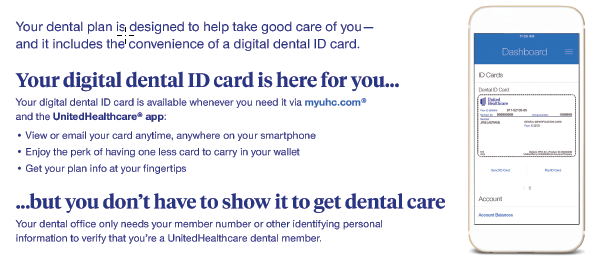 Your dental plan is designed to help take good care of you—
and it includes the convenience of a digital dental ID card.
Your digital dental ID card is here for you...
Your digital dental ID card is available whenever you need it via myuhc.com®
and the UnitedHealthcare® app:
• View or email your card anytime, anywhere on your smartphone
• Enjoy the perk of having one less card to carry in your wallet
• Get your plan info at your fingertips
...but you don't have to show it to get dental care
Your dental office only needs your member number or other identifying personal
information to verify that you're a UnitedHealthcare dental member.
Dashboard
ID Cards
Dental ID Card
United
Healthcare
Account
Account Balances